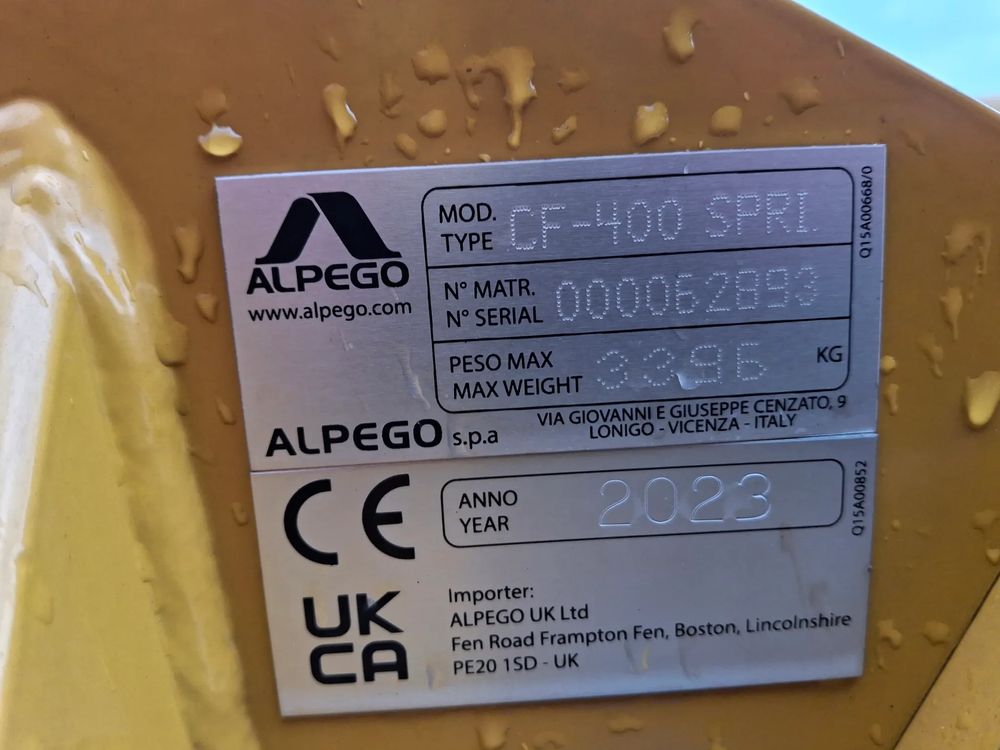 ALPEGO
www.alpego.com
MOD.
TYPE
CF-400 SPRI.
N° MATR.
N° SERIAL
000062893
PESO MAX
MAX WEIGHT
3396
KG
Q15A00668/0
ALPEGO s.p.a
VIA GIOVANNI E GIUSEPPE CENZATO, 9
LONIGO - VICENZA - ITALY
CE
ANNO
YEAR
2023
Q15A00852
UK
CA
Importer:
ALPEGO UK Ltd
Fen Road Frampton Fen, Boston, Lincolnshire
PE20 1SD - UK